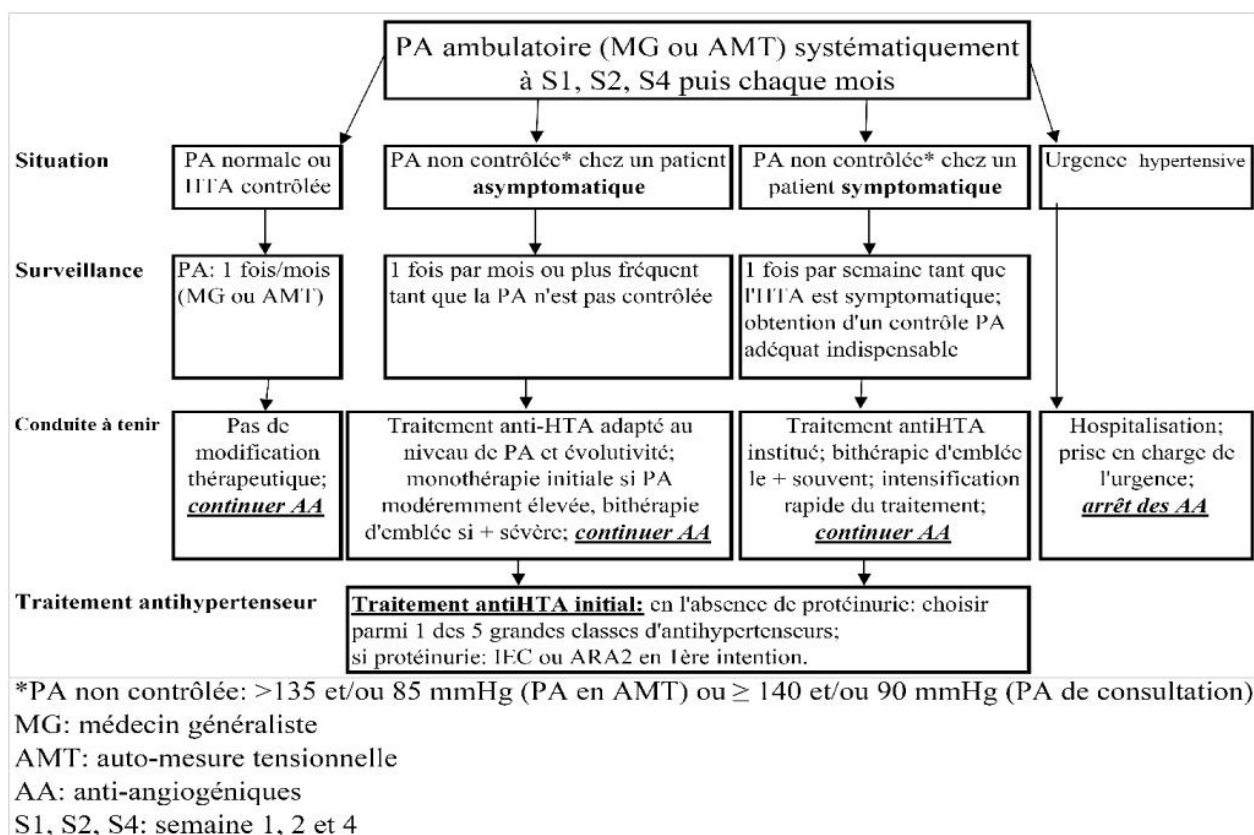 PA ambulatoire (MG ou AMT) systématiquement
à S1, S2, S4 puis chaque mois
Situation
PA normale ou
HTA contrôlée
PA non contrôlée* chez un patient
asymptomatique
PA non contrôlée* chez un
patient symptomatique
Urgence hypertensive
Surveillance
PA: 1 fois/mois
(MG ou AMT)
1 fois par mois ou plus fréquent
tant que la PA n'est pas contrôlée
1 fois par semaine tant que
l'HTA est symptomatique;
obtention d'un contrôle PA
adéquat indispensable
Conduite à tenir
Pas de
modification
thérapeutique;
continuer AA
Traitement anti-HTA adapté au
niveau de PA et évolutivité;
monothérapie initiale si PA
modéremment élevée, bithérapie
d'emblée si + sévère; continuer AA
Traitement antiHTA
institué; bithérapie d'emblée
le + souvent; intensification
rapide du traitement;
continuer AA
Hospitalisation;
prise en charge de
l'urgence;
arrêt des AA
Traitement antihypertenseur
Traitement antiHTA initial: en l'absence de protéinurie: choisir
parmi 1 des 5 grandes classes d'antihypertenseurs;
si protéinurie: IEC ou ARA2 en 1ère intention.
*PA non contrôlée: >135 et/ou 85 mmHg (PA en AMT) ou ≥ 140 et/ou 90 mmHg (PA de consultation)
MG: médecin généraliste
AMT: auto-mesure tensionnelle
AA: anti-angiogéniques
S1, S2, S4: semaine 1, 2 et 4